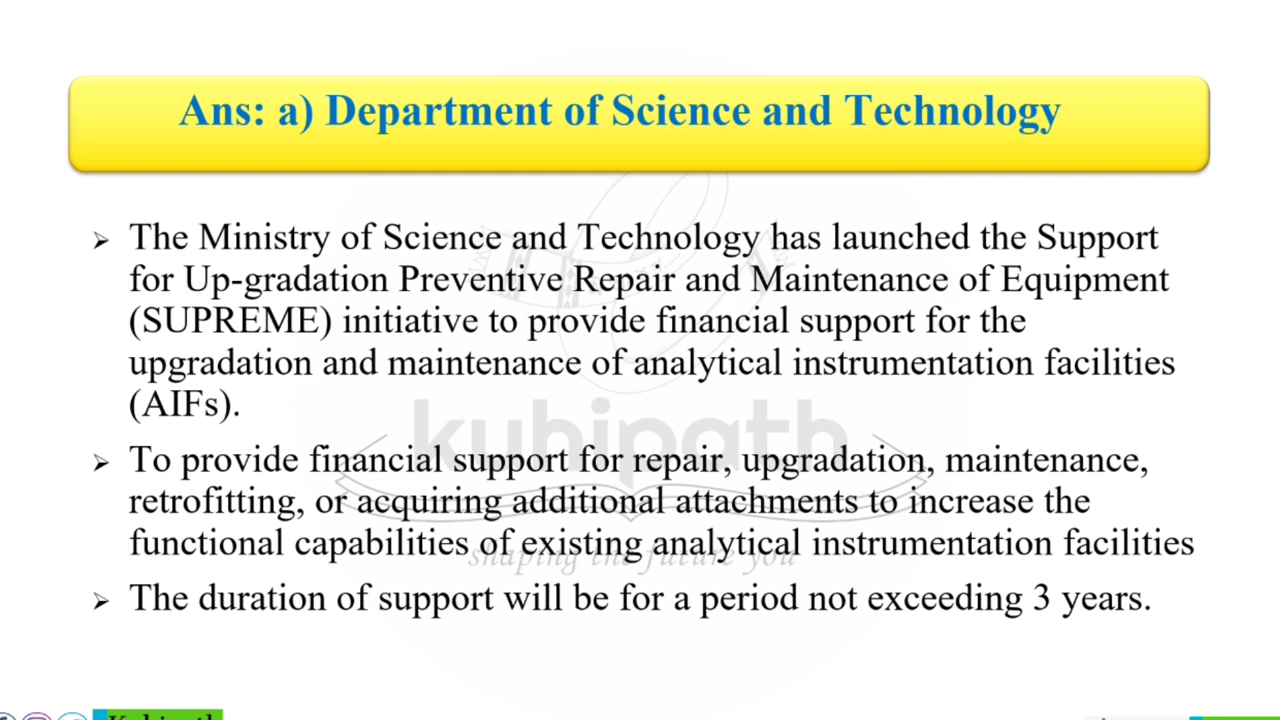 Ans: a) Department of Science and Technology
➢ The Ministry of Science and Technology has launched the Support
for Up-gradation Preventive Repair and Maintenance of Equipment
(SUPREME) initiative to provide financial support for the
upgradation and maintenance of analytical instrumentation facilities
(AIFs).
kuhipath
➢ To provide financial support for repair, upgradation, maintenance,
retrofitting, or acquiring additional attachments to increase the
functional capabilities of existing analytical instrumentation facilities
shaping the future you
➢ The duration of support will be for a period not exceeding 3 years.